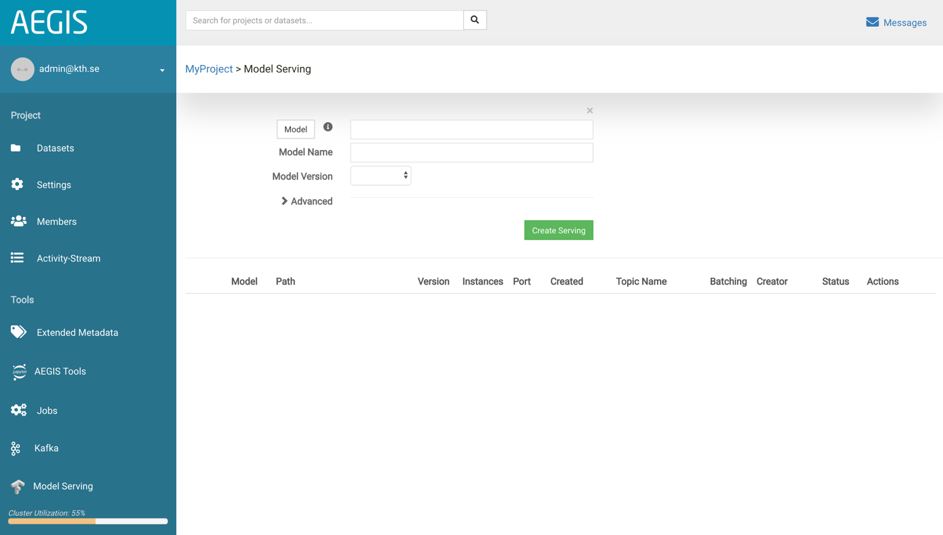 AEGIS
Search for projects or datasets...
Messages
admin@kth.se
MyProject > Model Serving
Project
Datasets
Settings
Members
Activity-Stream
Tools
Extended Metadata
jupyter
AEGIS Tools
Jobs
Kafka
Model Serving
Cluster Utilization: 55%
×
Model
Model Name
Model Version
Advanced
Create Serving
Model Path Version Instances Port Created Topic Name Batching Creator Status Actions